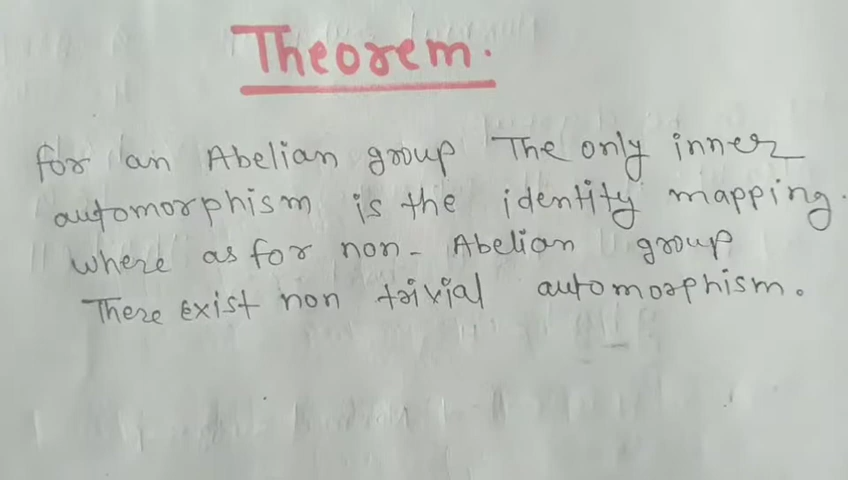 Theorem.
for an Abelian group The only inner
automorphism is the identity mapping.
where as for non- Abelian group
There exist non trivial automorphism.